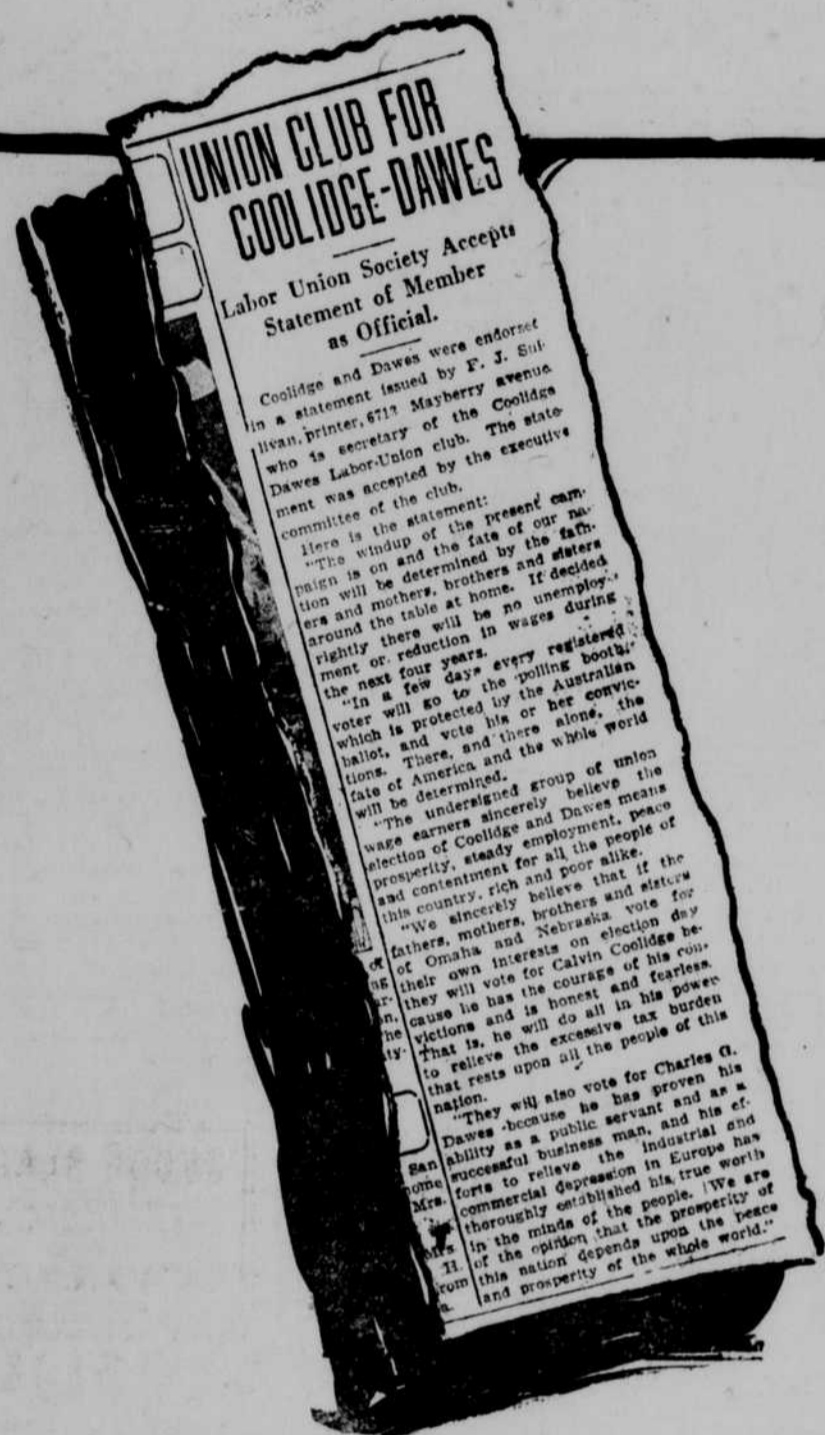 UNION CLUB FOR
COOLIDGE-DAWES
Labor Union Society Accepts
Statement of Member
as Official.
Coolidge and Dawes were endorset
in a statement issued by F. J. Sul-
livan, printer, 6712 Mayberry avenue
who is secretary of the Coolidge
Dawes Labor-Union club. The state-
ment was accepted by the executive
committee of the club.
Here is the statement:
"The windup of the present cam-
paign is on and the fate of our na-
tion will be determined by the fath-
ers and mothers, brothers and sisters
around the table at home. If decided
rightly there will be no unemploy-
ment or reduction in wages during
the next four years.
"In a few days every registered
voter will go to the polling booth,
which is protected by the Australian
ballot, and vote his or her convic-
tions. There, and there alone, the
fate of America and the whole world
will be determined.
"The undersigned group of union
wage earners sincerely believe the
election of Coolidge and Dawes means
prosperity, steady employment, peace
and contentment for all the people of
this country, rich and poor alike.
"We sincerely believe that if the
fathers, mothers, brothers and sisters
of Omaha and Nebraska vote for
their own interests on election day
they will vote for Calvin Coolidge be-
cause he has the courage of his con-
victions and is honest and fearless.
That is, he will do all in his power
to relieve the excessive tax burden
that rests upon all the people of this
nation.
"They will also vote for Charles G.
Dawes because he has proven his
ability as a public servant and as a
successful business man, and his ef-
forts to relieve the industrial and
commercial depression in Europe has
thoroughly established his true worth
in the minds of the people. We are
of the opinion that the prosperity of
this nation depends upon the peace
and prosperity of the whole world."
of
ng
ar-
on,
he
ty.
San
ome
Mrs.
Mrs.
H.
rom
a.